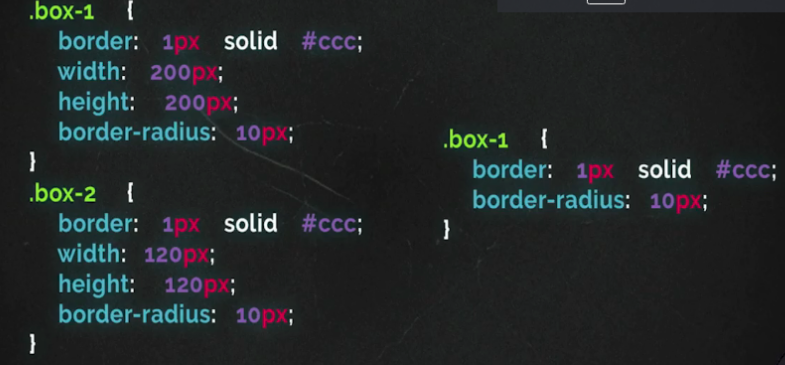 .box-1 {
border: 1px solid #ccc;
width: 200px;
height: 200px;
border-radius: 10px;
}
.box-2 {
border: 1px solid #ccc;
width: 120px;
height: 120px;
border-radius: 10px;
}
.box-1 {
border: 1px solid #ccc;
border-radius: 10px;
}